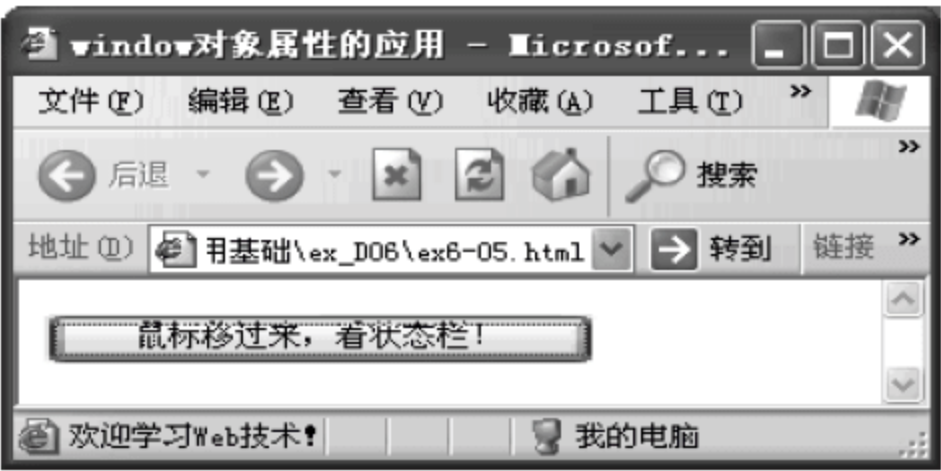 window对象属性的应用 - Microsof...
文件(F) 编辑(E) 查看(V) 收藏(A) 工具(T) »
后退 搜索 »
地址(D) 用基础\ex_D06\ex6-05.html 转到 链接 »
鼠标移过来，看状态栏！
欢迎学习Web技术! 我的电脑